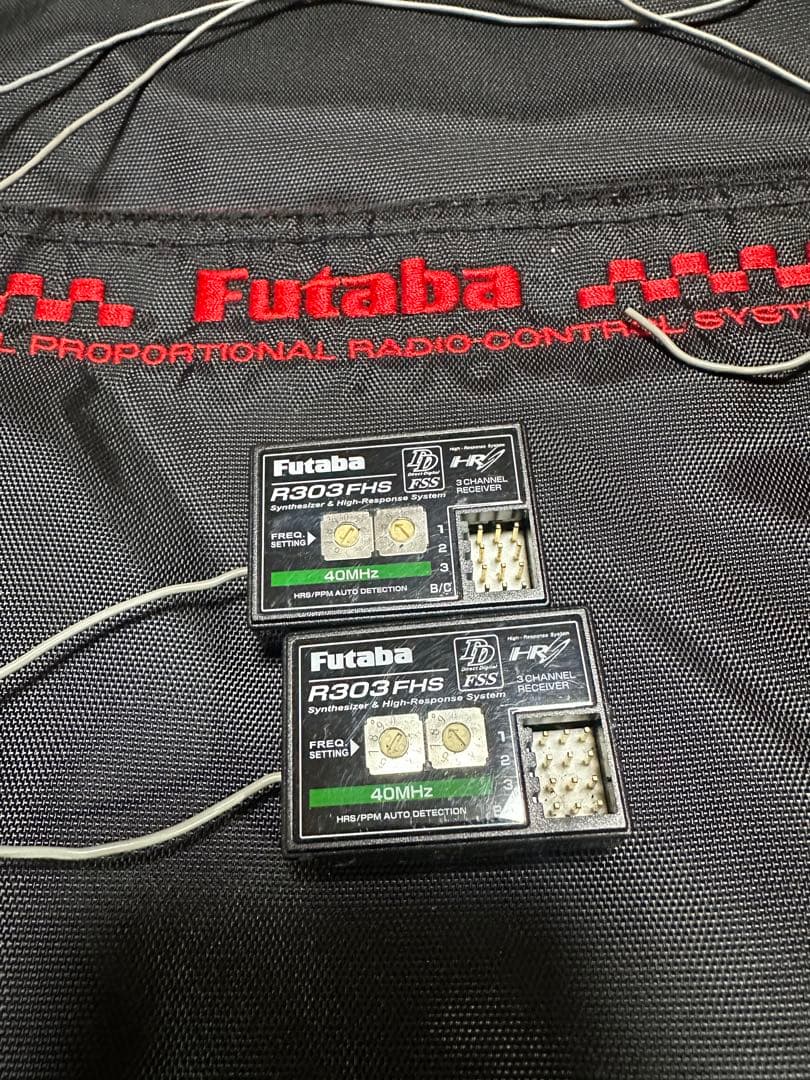 Futaba
L PROPORTIONAL RADIO-CONTROL SYST
Futaba
DD
Direct Digital
FSS
High-Response System
HR
R303FHS
3 CHANNEL
RECEIVER
Synthesizer & High-Response System
FREQ.
SETTING
1
2
3
B/C
40MHz
HRS/PPM AUTO DETECTION
Futaba
DD
Direct Digital
FSS
High-Response System
HR
R303FHS
3 CHANNEL
RECEIVER
Synthesizer & High-Response System
FREQ.
SETTING
1
2
3
B
40MHz
HRS/PPM AUTO DETECTION